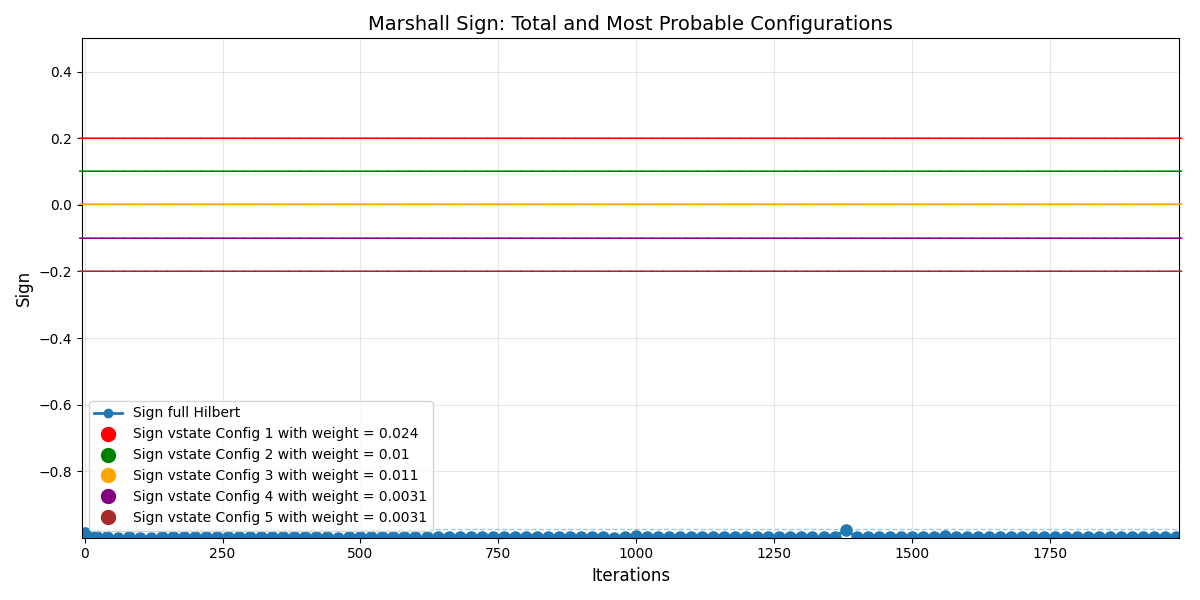 Marshall Sign: Total and Most Probable Configurations
Sign
0.4
0.2
0.0
−0.2
−0.4
−0.6
−0.8
Sign full Hilbert
Sign vstate Config 1 with weight = 0.024
Sign vstate Config 2 with weight = 0.01
Sign vstate Config 3 with weight = 0.011
Sign vstate Config 4 with weight = 0.0031
Sign vstate Config 5 with weight = 0.0031
0 250 500 750 1000 1250 1500 1750
Iterations